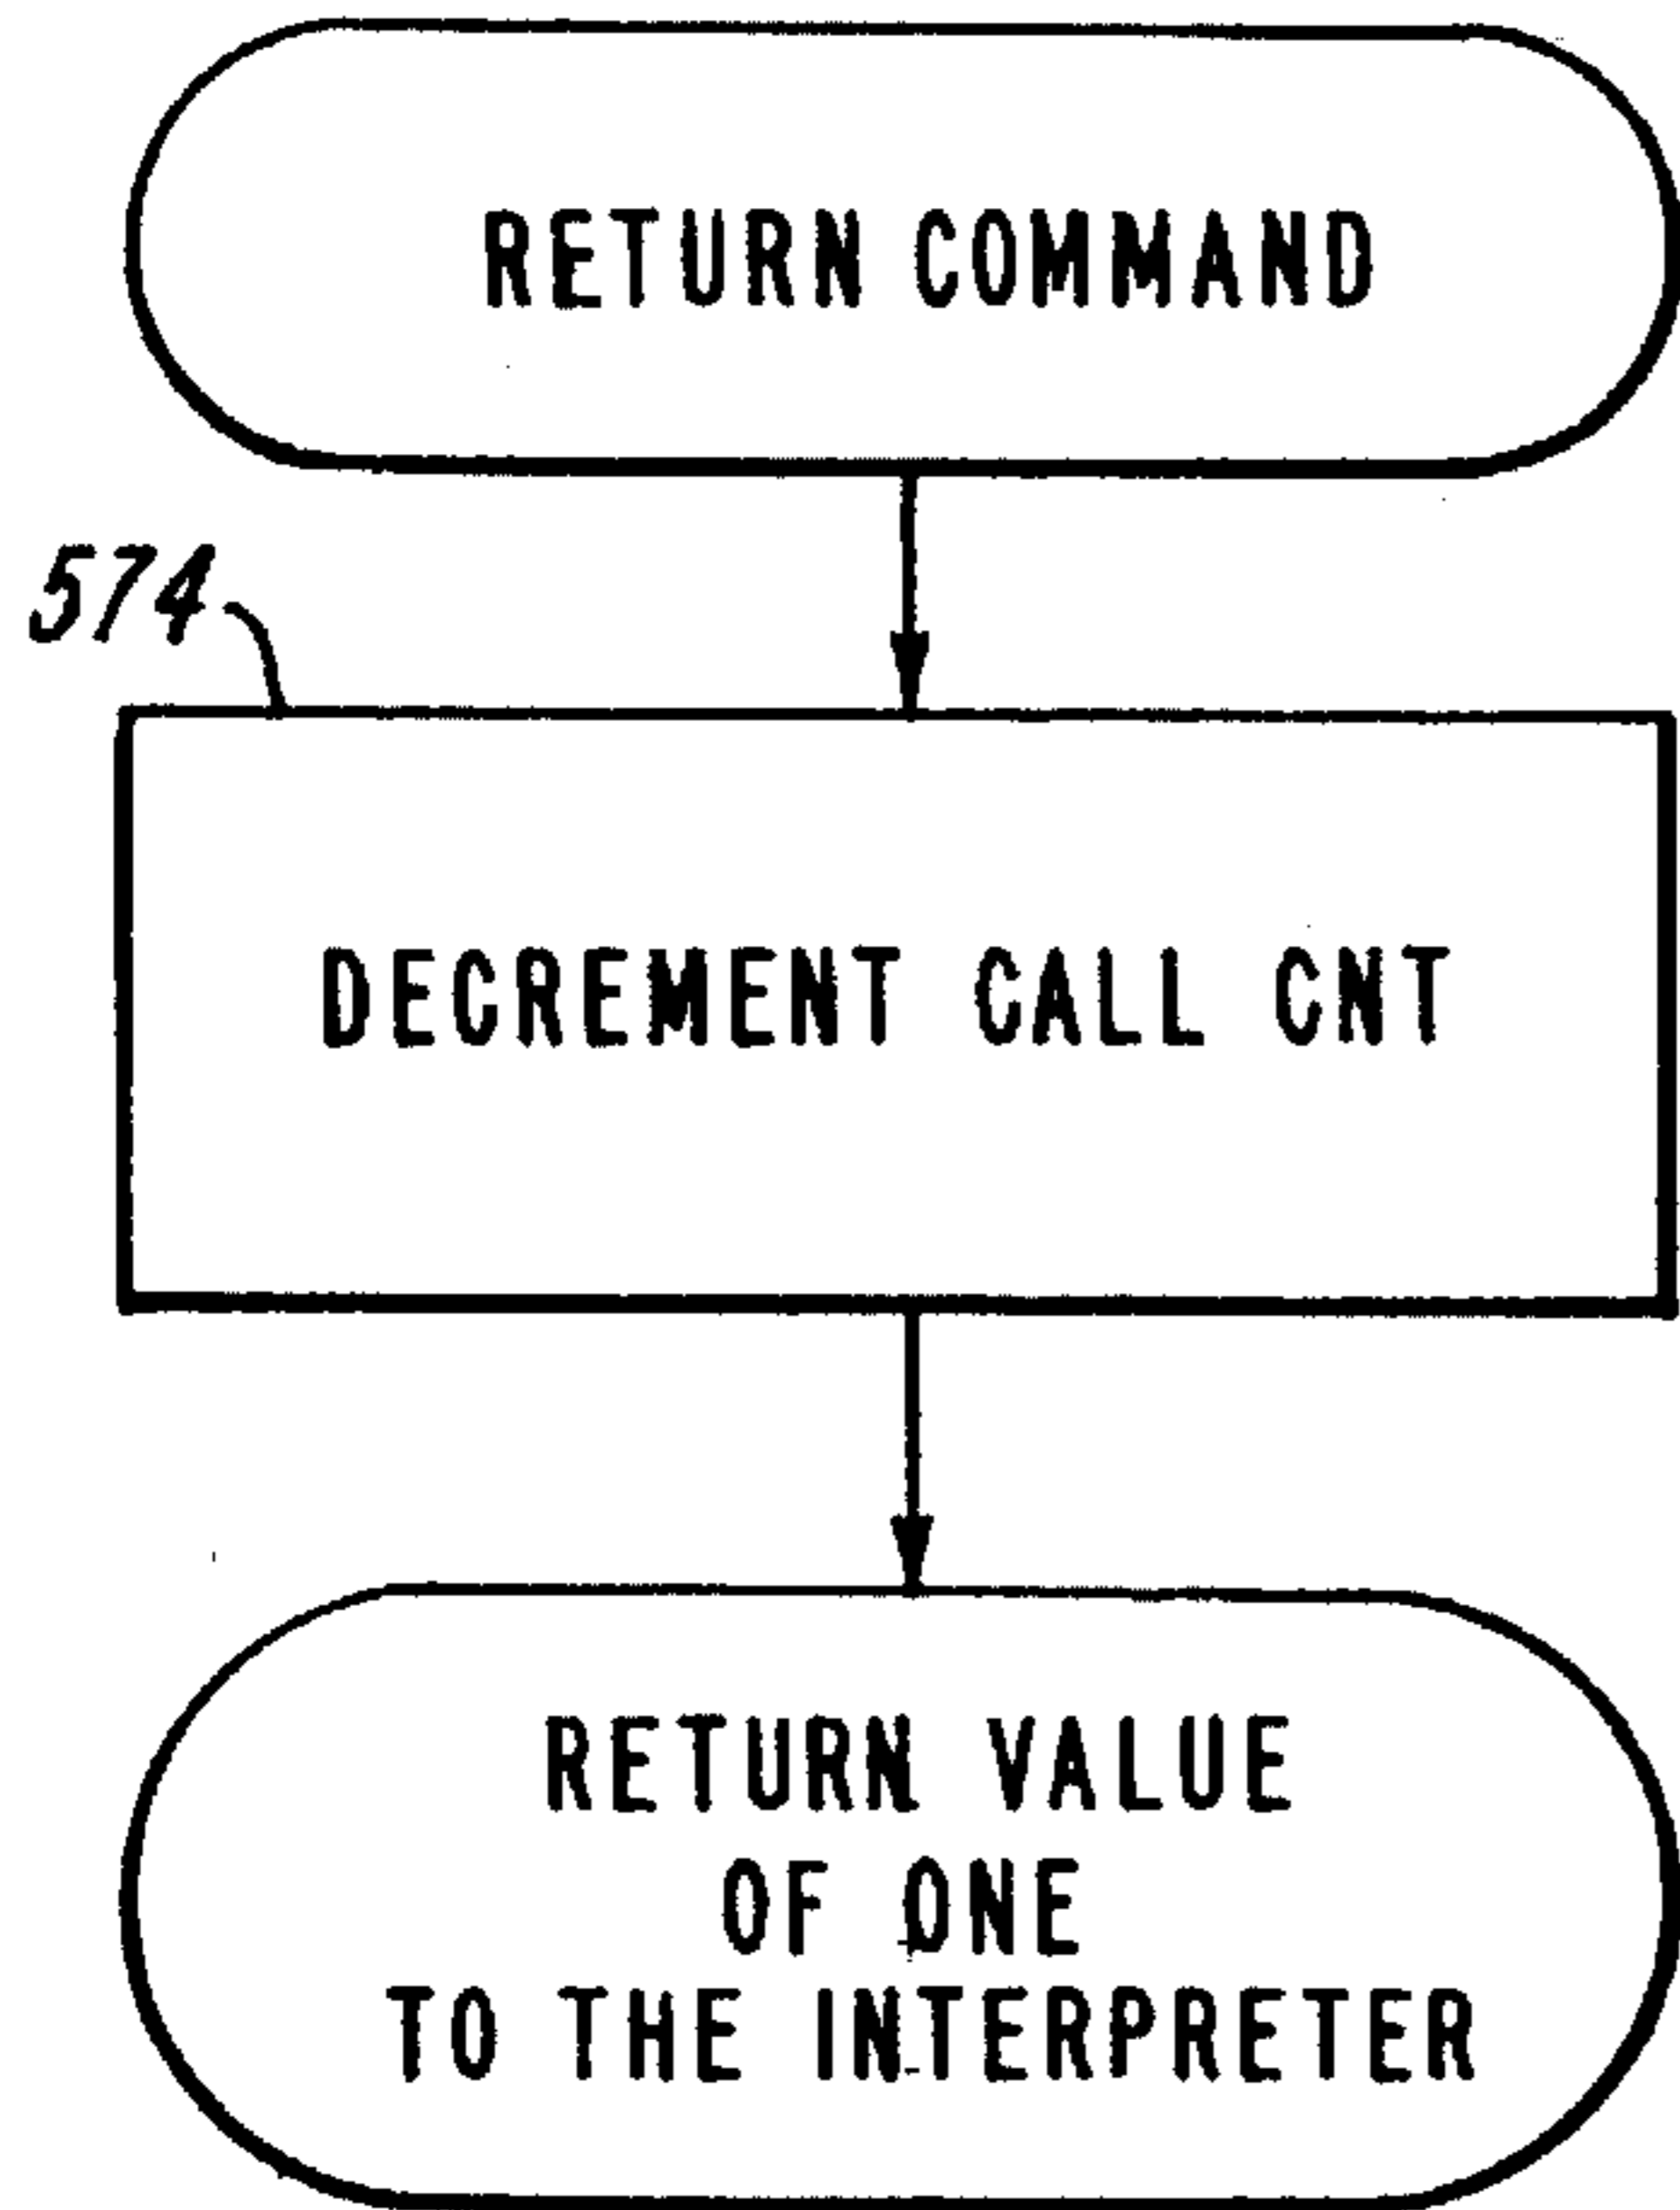 RETURN COMMAND
574
DECREMENT CALL CNT
RETURN VALUE
OF ONE
TO THE INTERPRETER